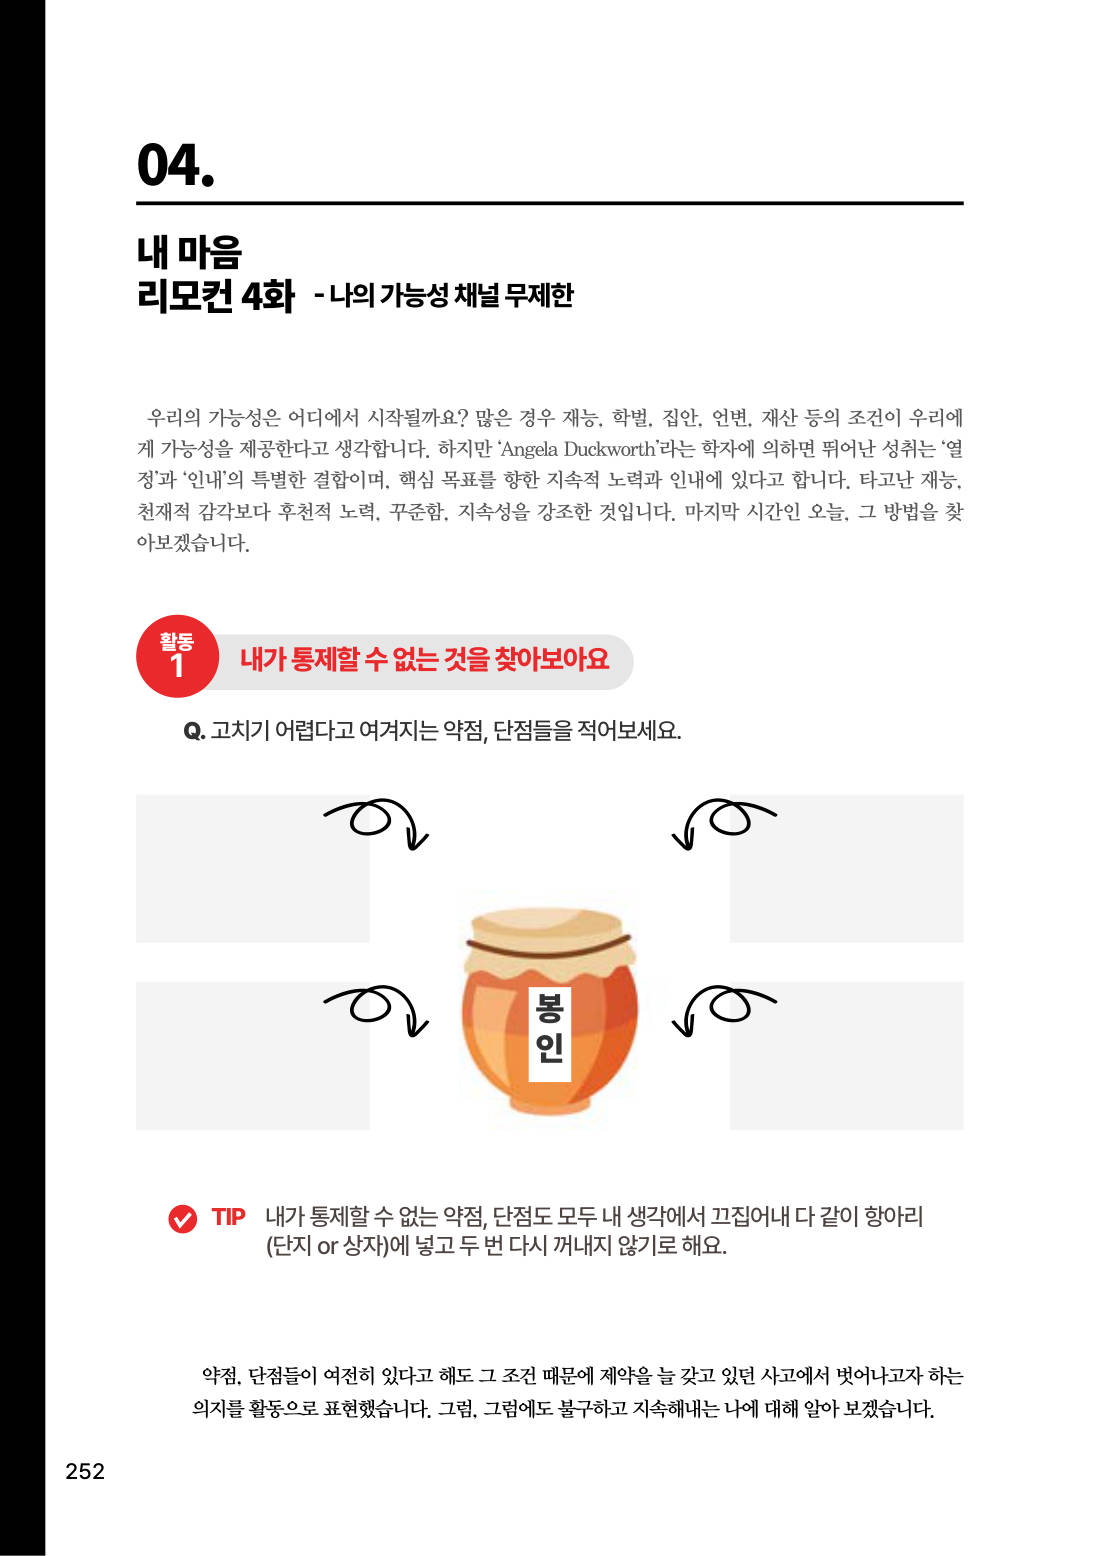 04.
내 마음
리모컨 4화 - 나의 가능성 채널 무제한
우리의 가능성은 어디에서 시작될까요? 많은 경우 재능, 학벌, 집안, 언변, 재산 등의 조건이 우리에
게 가능성을 제공한다고 생각합니다. 하지만 ‘Angela Duckworth’라는 학자에 의하면 뛰어난 성취는 ‘열
정’과 ‘인내’의 특별한 결합이며, 핵심 목표를 향한 지속적 노력과 인내에 있다고 합니다. 타고난 재능,
천재적 감각보다 후천적 노력, 꾸준함, 지속성을 강조한 것입니다. 마지막 시간인 오늘, 그 방법을 찾
아보겠습니다.
활동
1
내가 통제할 수 없는 것을 찾아보아요
Q. 고치기 어렵다고 여겨지는 약점, 단점들을 적어보세요.
봉
인
TIP 내가 통제할 수 없는 약점, 단점도 모두 내 생각에서 끄집어내 다 같이 항아리
(단지 or 상자)에 넣고 두 번 다시 꺼내지 않기로 해요.
약점, 단점들이 여전히 있다고 해도 그 조건 때문에 제약을 늘 갖고 있던 사고에서 벗어나고자 하는
의지를 활동으로 표현했습니다. 그럼, 그럼에도 불구하고 지속해내는 나에 대해 알아 보겠습니다.
252